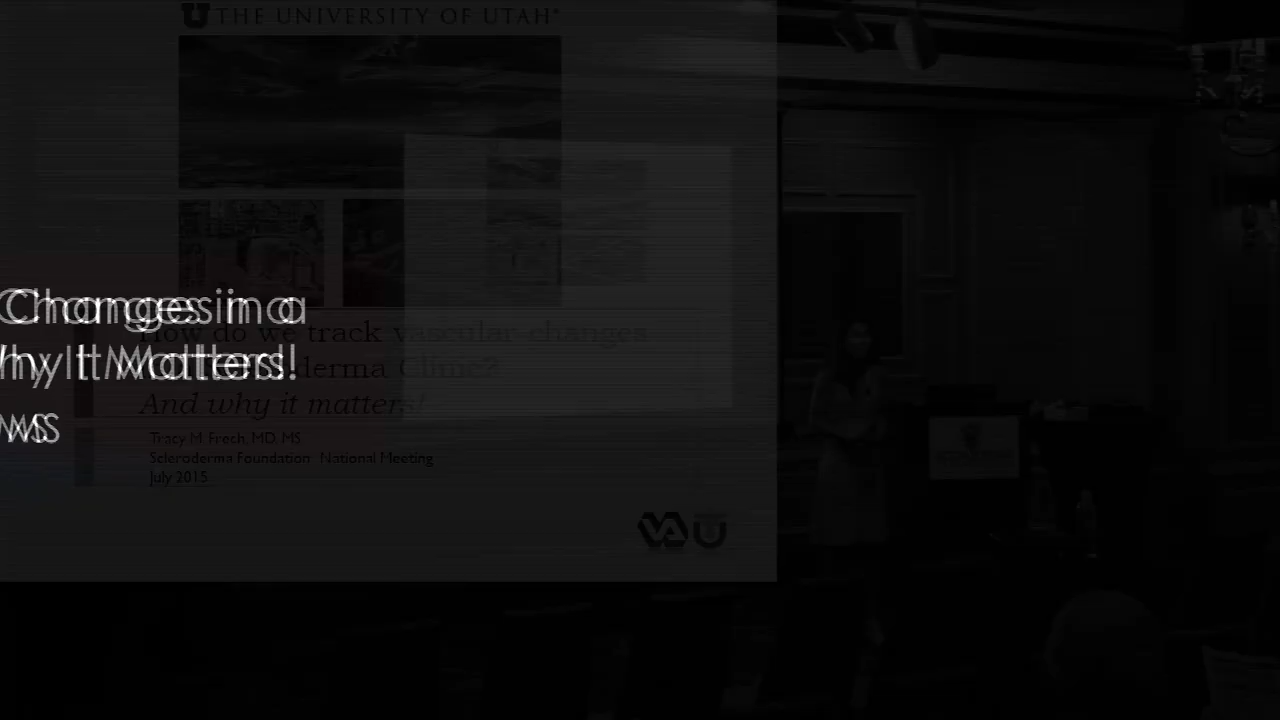 THE UNIVERSITY OF UTAH®
How do we track vascular changes
derma Clinic?
And why it matters!
Tracy M. Frech, MD, MS
Scleroderma Foundation National Meeting
July 2015
VA U
Changes in a
hy It Matters!
MS